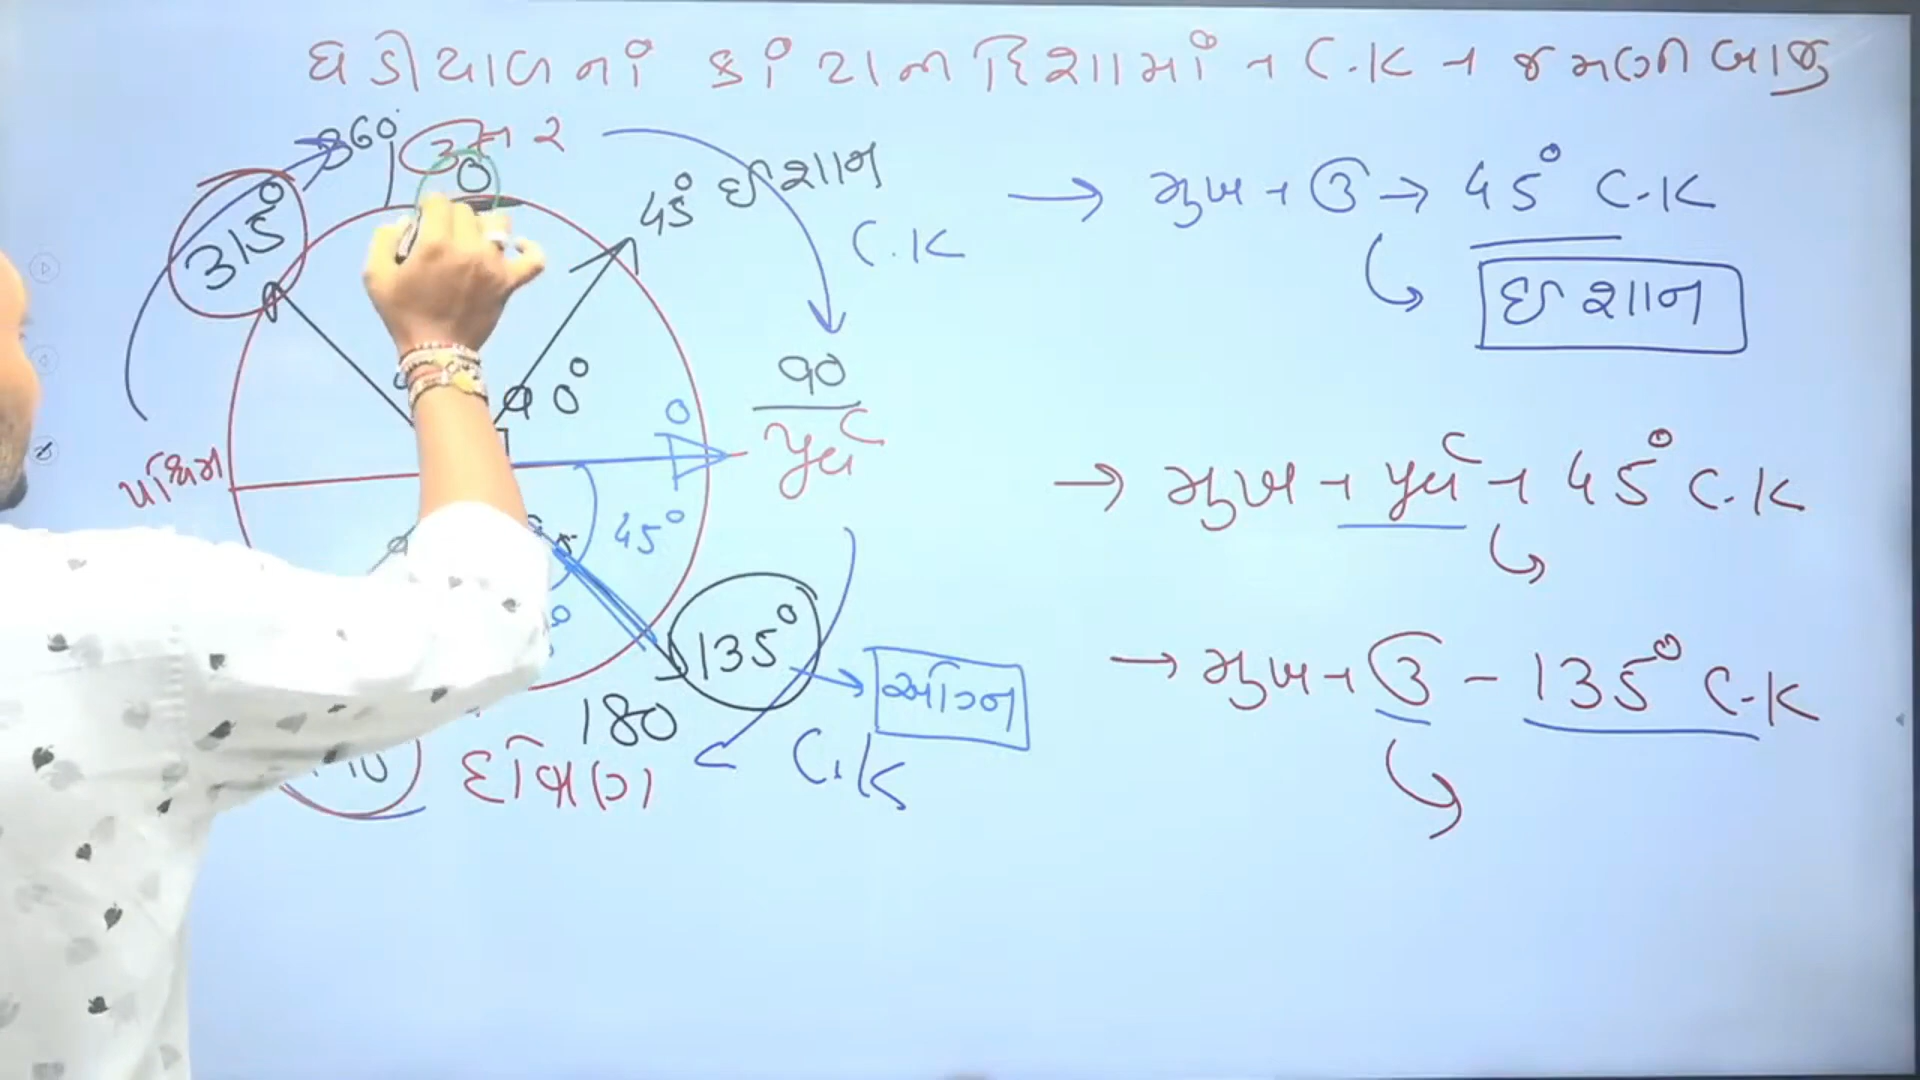 ઘડીયાળનાં કાંટાની દિશામાં → C.K → જમણી બાજુ
360°
ઉત્તર
0
315°
45° ઈશાન
C.K
→ મુખ → ઉ → 45° C.K
ઈશાન
90°
90
0
પૂર્વ
પશ્ચિમ
→ મુખ → પૂર્વ → 45° C.K
45°
135°
અગ્નિ
→ મુખ → ઉ - 135° C.K
180
દક્ષિણ
C.K